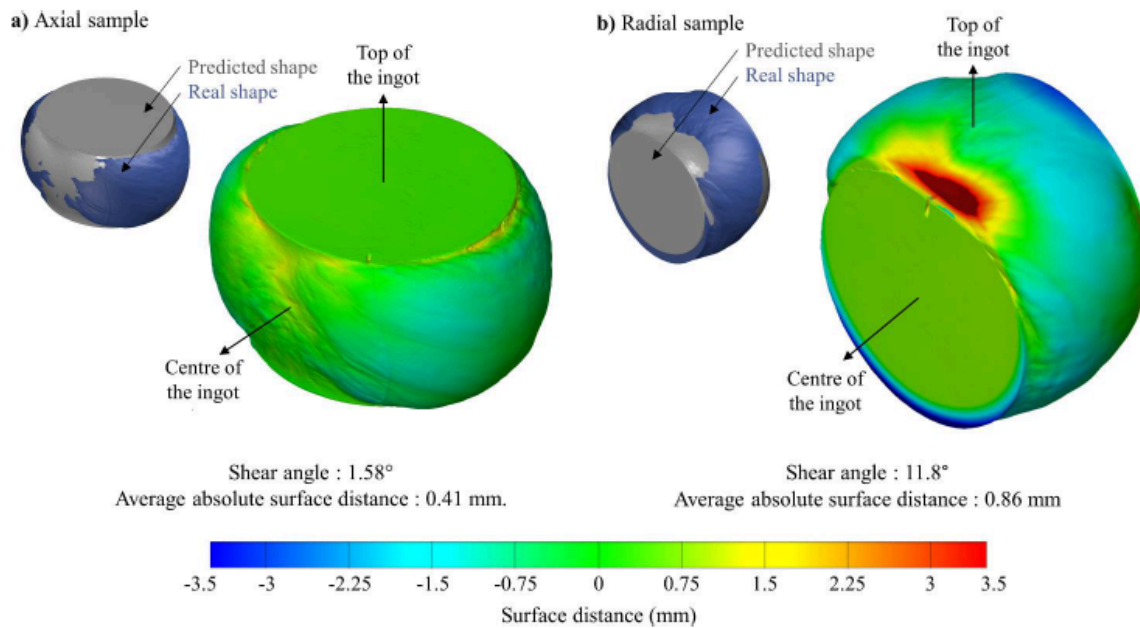 a) Axial sample
Predicted shape
Real shape
Top of
the ingot
Centre of
the ingot
Shear angle : 1.58°
Average absolute surface distance : 0.41 mm.
b) Radial sample
Predicted shape
Real shape
Top of
the ingot
Centre of
the ingot
Shear angle : 11.8°
Average absolute surface distance : 0.86 mm
-3.5 -3 -2.25 -1.5 -0.75 0 0.75 1.5 2.25 3 3.5
Surface distance (mm)